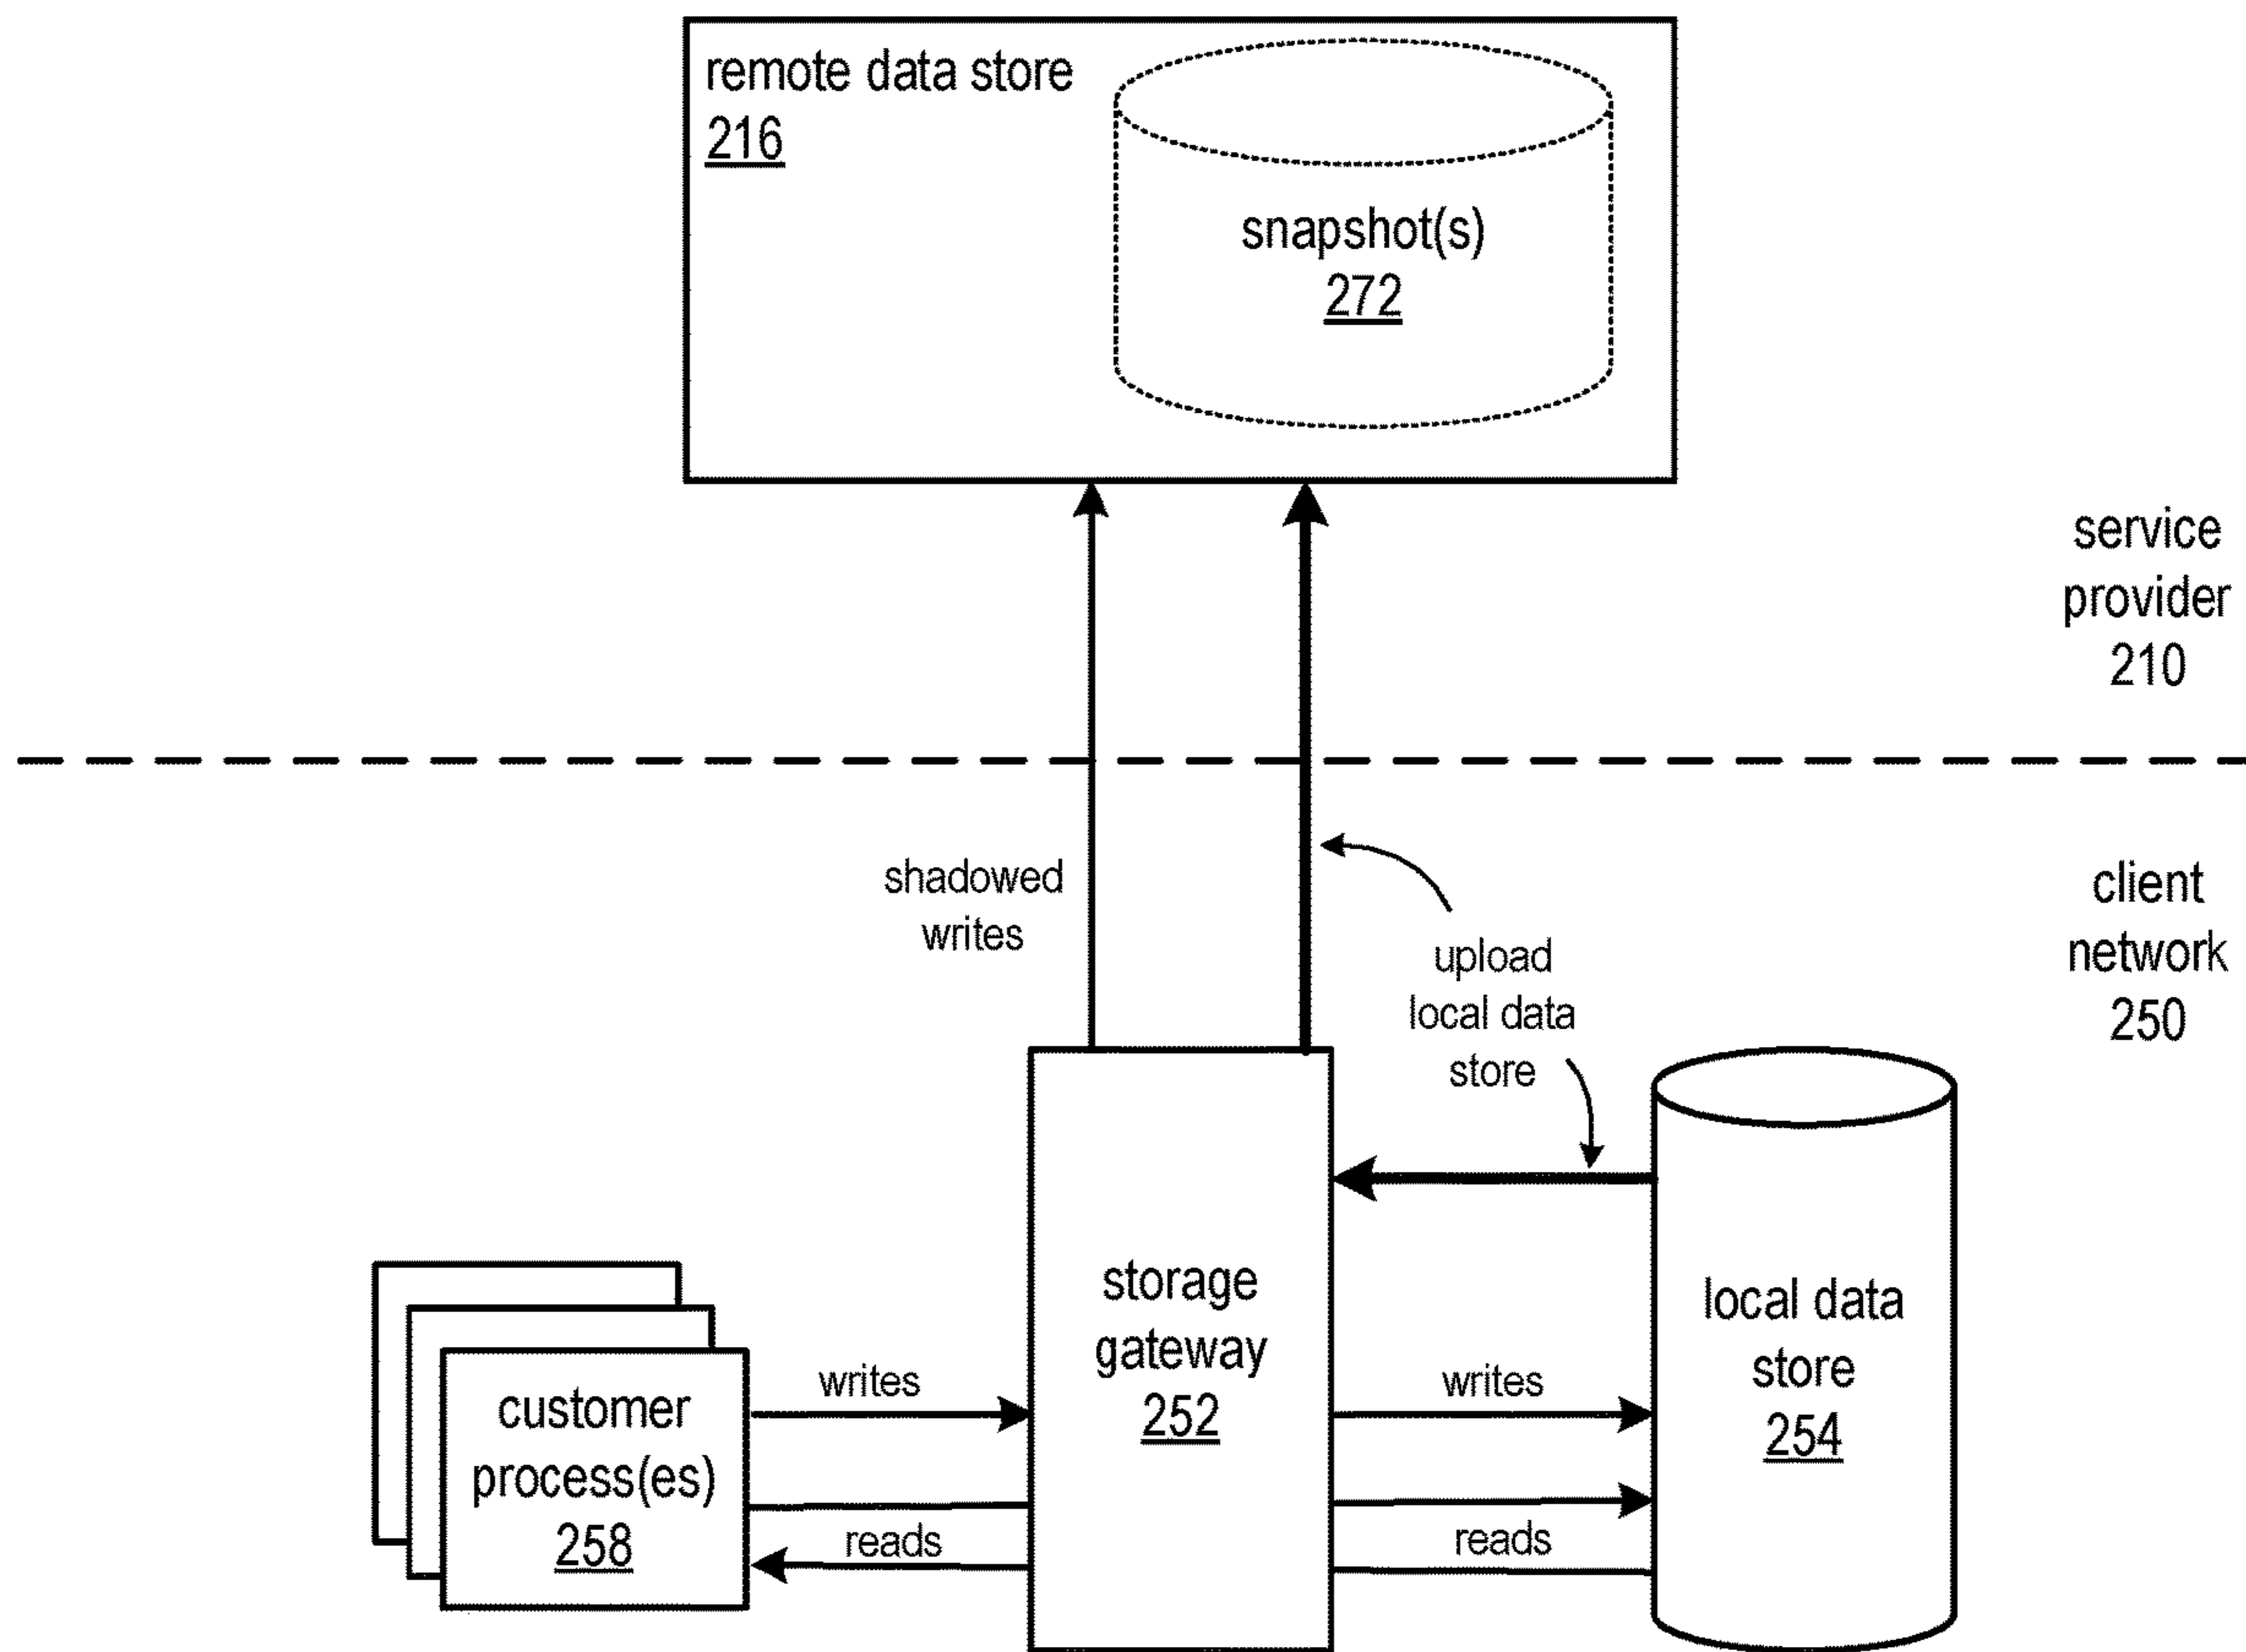 remote data store
216
snapshot(s)
272
service
provider
210
shadowed
writes
upload
local data
store
client
network
250
storage
gateway
252
local data
store
254
customer
process(es)
258
writes
reads
writes
reads